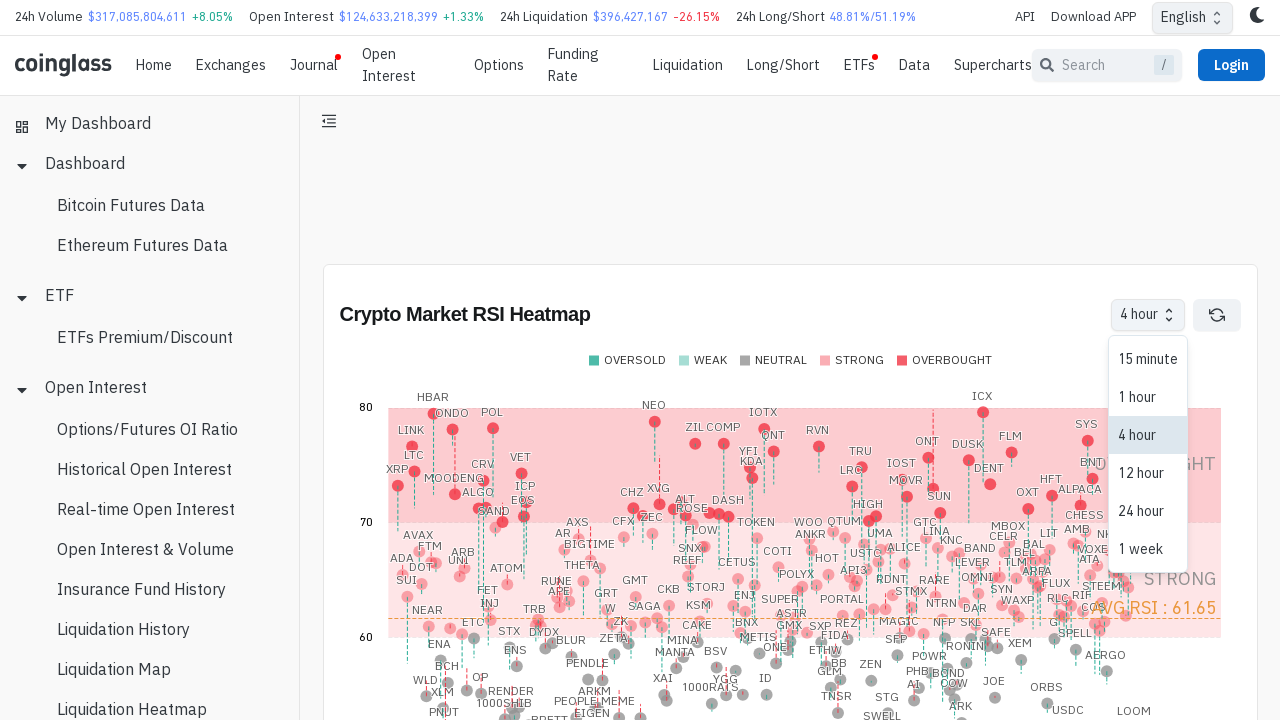 24h Volume $317,085,804,611 +8.05% Open Interest $124,633,218,399 +1.33% 24h Liquidation $396,427,167 -26.15% 24h Long/Short 48.81%/51.19% API Download APP English
coinglass Home Exchanges Journal Open Interest Options Funding Rate Liquidation Long/Short ETFs Data Supercharts Search / Login
My Dashboard
Dashboard
Bitcoin Futures Data
Ethereum Futures Data
ETF
ETFs Premium/Discount
Open Interest
Options/Futures OI Ratio
Historical Open Interest
Real-time Open Interest
Open Interest & Volume
Insurance Fund History
Liquidation History
Liquidation Map
Liquidation Heatmap
Crypto Market RSI Heatmap
4 hour
15 minute
1 hour
4 hour
12 hour
24 hour
1 week
OVERSOLD WEAK NEUTRAL STRONG OVERBOUGHT
80
HBAR ICX
ONDO POL NEO IOTX
LINK ZIL COMP QNT RVN SYS
LTC VET YFI TRU ONT DUSK FLM
XRP CRV KDA LRC IOST DENT BNT
MOODENG ICP CHZ XVG MOVR HFT
ALGO EOS ALT DASH SUN OXT ALPACA
SAND ROSE HIGH CHESS
70
AXS CFX ZEC TOKEN WOO QTUM GTC MBOX
AVAX AR FLOW ANKR UMA LINA CELR LIT AMB
FTM BIGTIME SNX COTI ALICE KNC BAND BAL
ADA ARB UNI THETA REEF CETUS HOT USTC LEVER BEL
DOT ATOM POLYX API3 OMNI TLM ATA
SUI RUNE GMT STORJ RDNT RARE ARPA FLUX STEEM
STRONG
FET APE GRT CKB ENJ SUPER STMX SYN RLC RIF
NEAR INJ TRB W SAGA KSM PORTAL NTRN WAXP
AVG RSI : 61.65
ETC ZK CAKE BNX ASTR GMX MAGIC DAR COS
60
STX DYDX ZETA SXP REZ NFP SKL
ENA ENS BLUR MINA METIS FIDA SFP SAFE SPELL
BCH PENDLE MANTA BSV ONE ETHW POWR RONIN XEM AERGO
WLD OP XAI YGG ID GLM BB ZEN PHB BOND
XLM RENDER ARKM 1000RATS TNSR AI COW JOE ORBS
PNUT 1000SHIB PEOPLE MEME STG ARK USDC LOOM
BRETT EIGEN SWELL